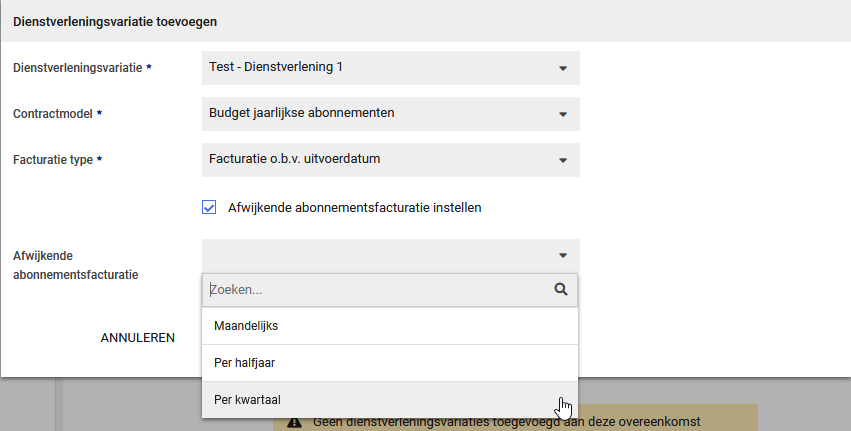 Dienstverleningsvariatie toevoegen
Dienstverleningsvariatie *
Test - Dienstverlening 1
Contractmodel *
Budget jaarlijkse abonnementen
Facturatie type *
Facturatie o.b.v. uitvoerdatum
Afwijkende abonnementsfacturatie instellen
Afwijkende
abonnementsfacturatie
Zoeken...
Maandelijks
ANNULEREN
Per halfjaar
Per kwartaal
Geen dienstverleningsvariaties toegevoegd aan deze overeenkomst